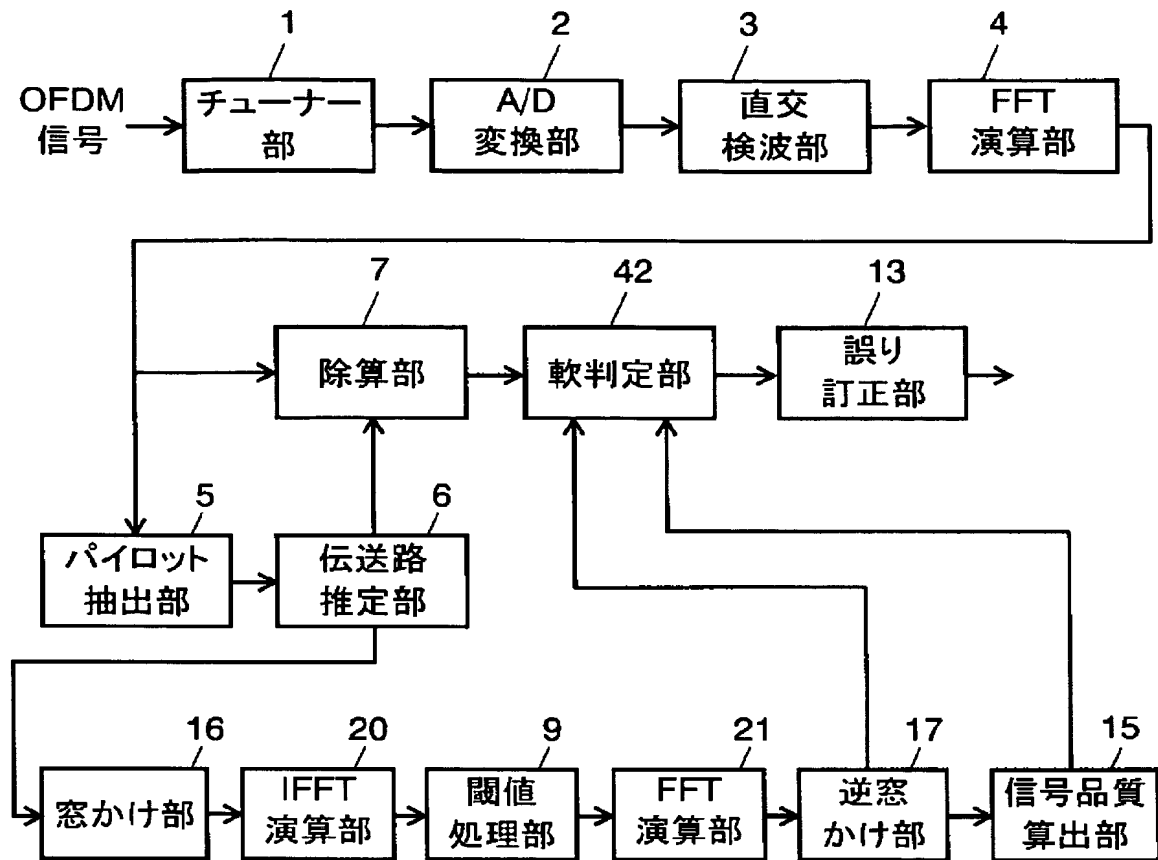 1
2
3
4
OFDM
信号
チューナー
部
A/D
変換部
直交
検波部
FFT
演算部
7
42
13
除算部
軟判定部
誤り
訂正部
5
6
パイロット
抽出部
伝送路
推定部
16
20
9
21
17
15
窓かけ部
IFFT
演算部
閾値
処理部
FFT
演算部
逆窓
かけ部
信号品質
算出部